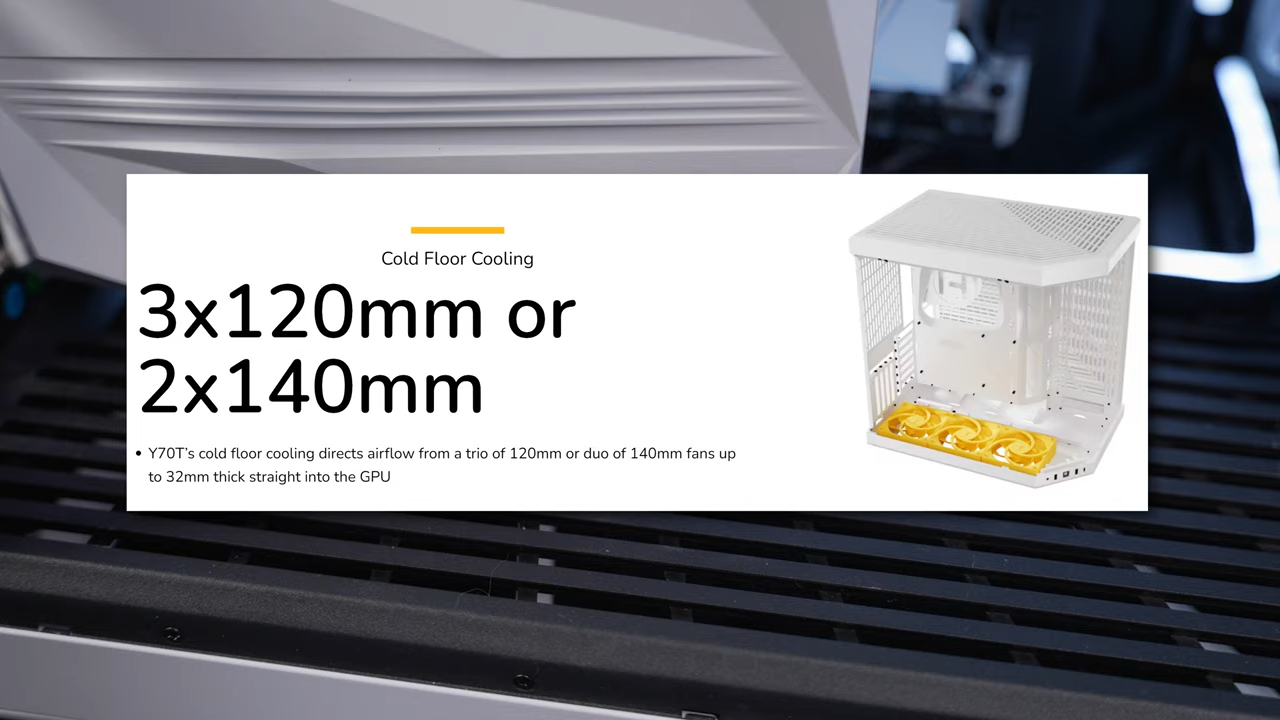 Cold Floor Cooling
3x120mm or
2x140mm
• Y70T's cold floor cooling directs airflow from a trio of 120mm or duo of 140mm fans up
to 32mm thick straight into the GPU